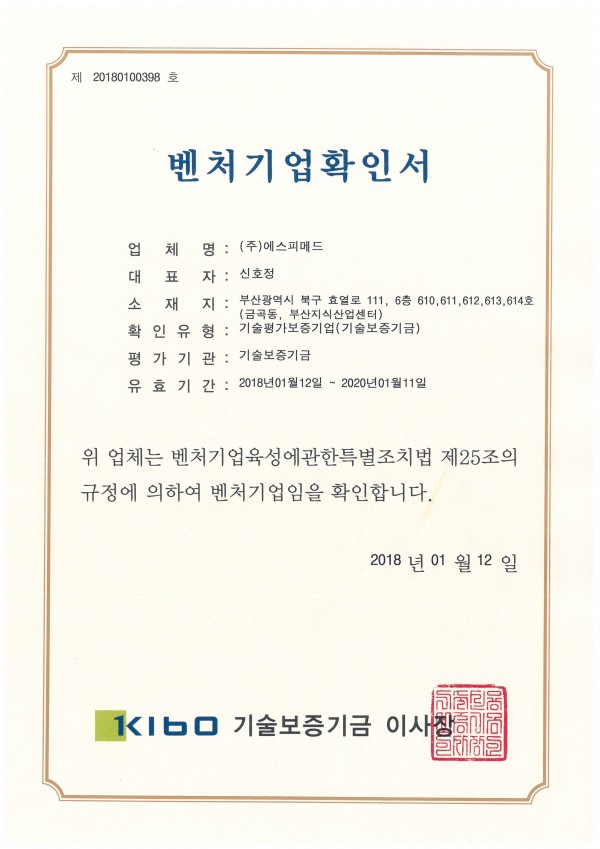 제 20180100398 호
벤처기업확인서
업 체 명 : (주)에스피메드
대 표 자 : 신호정
소 재 지 : 부산광역시 북구 효열로 111, 6층 610,611,612,613,614호
(금곡동, 부산지식산업센터)
확 인 유 형 : 기술평가보증기업(기술보증기금)
평 가 기 관 : 기술보증기금
유 효 기 간 : 2018년01월12일 ~ 2020년01월11일
위 업체는 벤처기업육성에관한특별조치법 제25조의
규정에 의하여 벤처기업임을 확인합니다.
2018 년 01 월 12 일
KIBO 기술보증기금 이사장